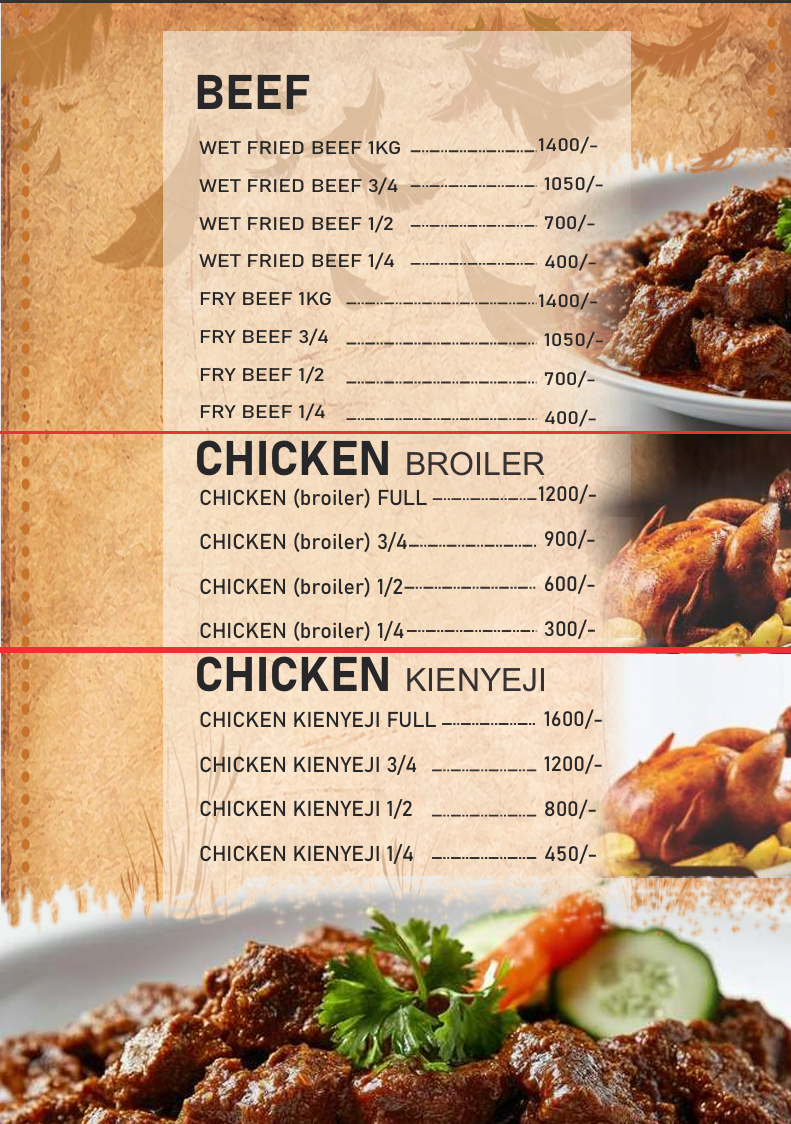 BEEF
WET FRIED BEEF 1KG 1400/-
WET FRIED BEEF 3/4 1050/-
WET FRIED BEEF 1/2 700/-
WET FRIED BEEF 1/4 400/-
FRY BEEF 1KG 1400/-
FRY BEEF 3/4 1050/-
FRY BEEF 1/2 700/-
FRY BEEF 1/4 400/-
CHICKEN BROILER
CHICKEN (broiler) FULL 1200/-
CHICKEN (broiler) 3/4 900/-
CHICKEN (broiler) 1/2 600/-
CHICKEN (broiler) 1/4 300/-
CHICKEN KIENYEJI
CHICKEN KIENYEJI FULL 1600/-
CHICKEN KIENYEJI 3/4 1200/-
CHICKEN KIENYEJI 1/2 800/-
CHICKEN KIENYEJI 1/4 450/-